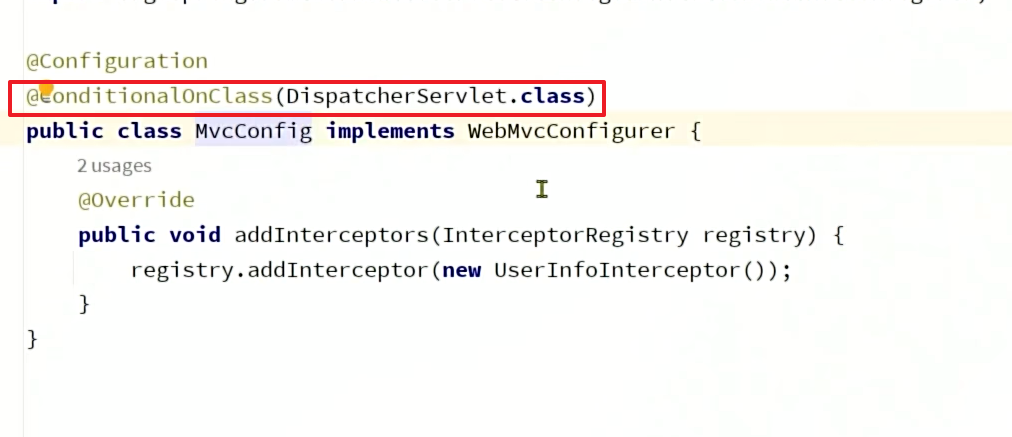 @Configuration
@ConditionalOnClass(DispatcherServlet.class)
public class MvcConfig implements WebMvcConfigurer {
2 usages
@Override
public void addInterceptors(InterceptorRegistry registry) {
registry.addInterceptor(new UserInfoInterceptor());
}
}